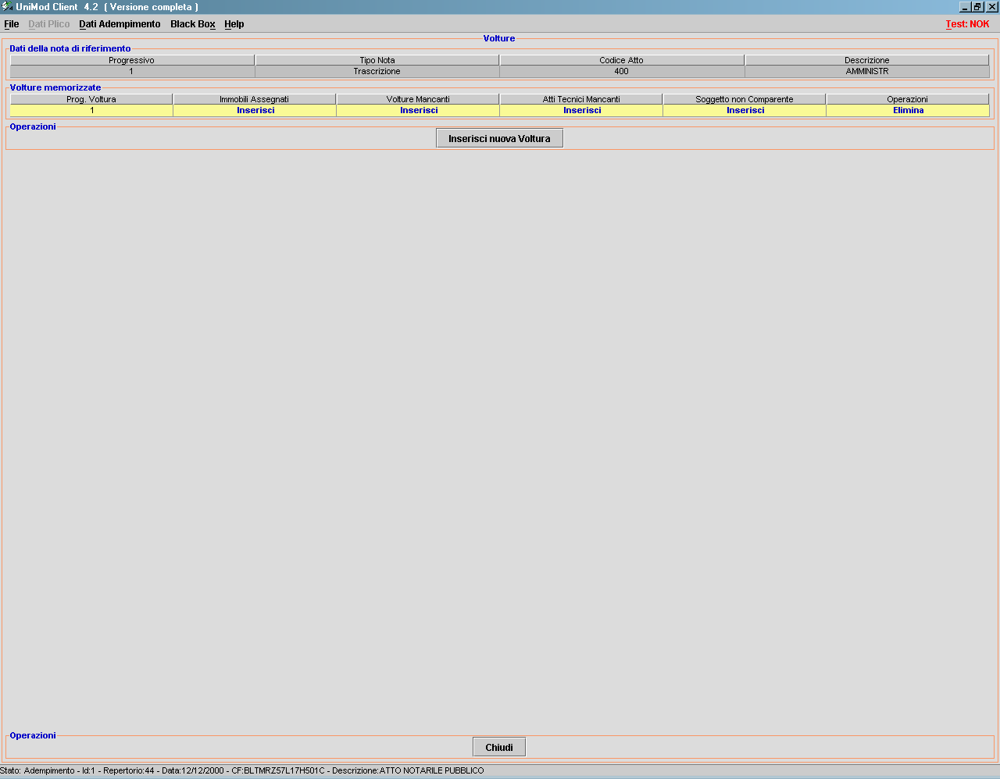 UniMod Client 4.2 ( Versione completa )
File Dati Plico Dati Adempimento Black Box Help Test: NOK
Volture
Dati della nota di riferimento
Progressivo Tipo Nota Codice Atto Descrizione
1 Trascrizione 400 AMMINISTR
Volture memorizzate
Prog. Voltura Immobili Assegnati Volture Mancanti Atti Tecnici Mancanti Soggetto non Comparente Operazioni
1 Inserisci Inserisci Inserisci Inserisci Elimina
Operazioni
Inserisci nuova Voltura
Operazioni
Chiudi
Stato: Adempimento - Id:1 - Repertorio:44 - Data:12/12/2000 - CF:BLTMRZ57L17H501C - Descrizione:ATTO NOTARILE PUBBLICO